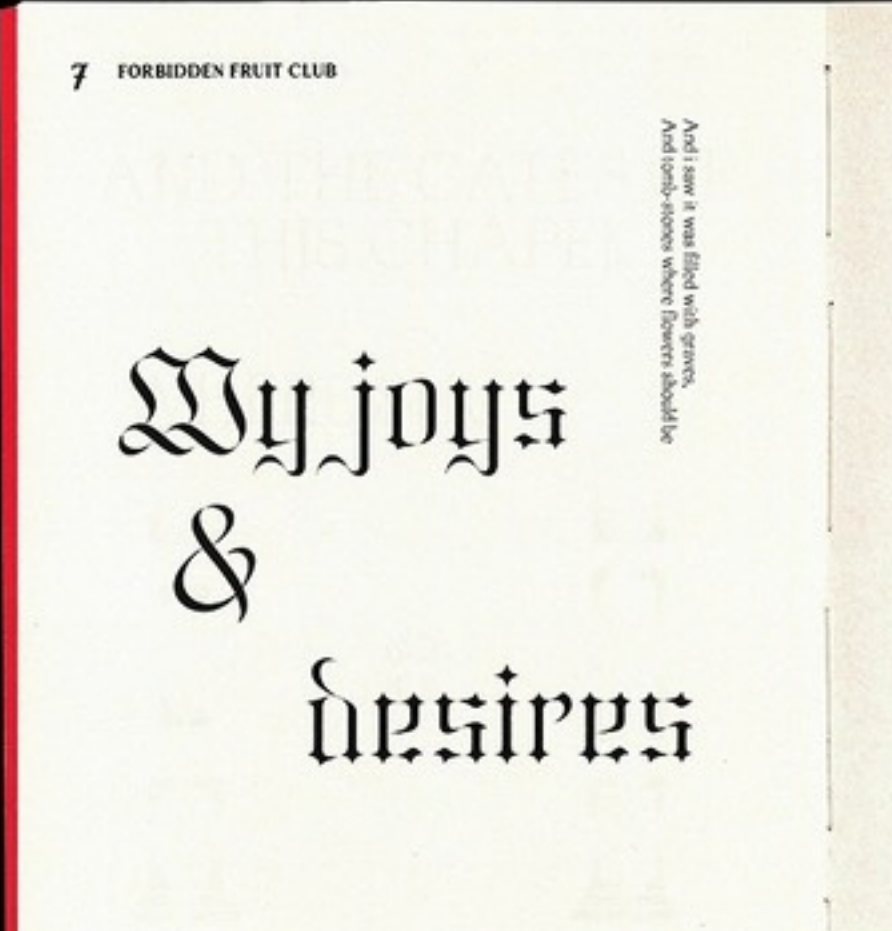 7 FORBIDDEN FRUIT CLUB
And i saw it was filled with graves,
And tomb-stones where flowers should be
My joys
&
desires